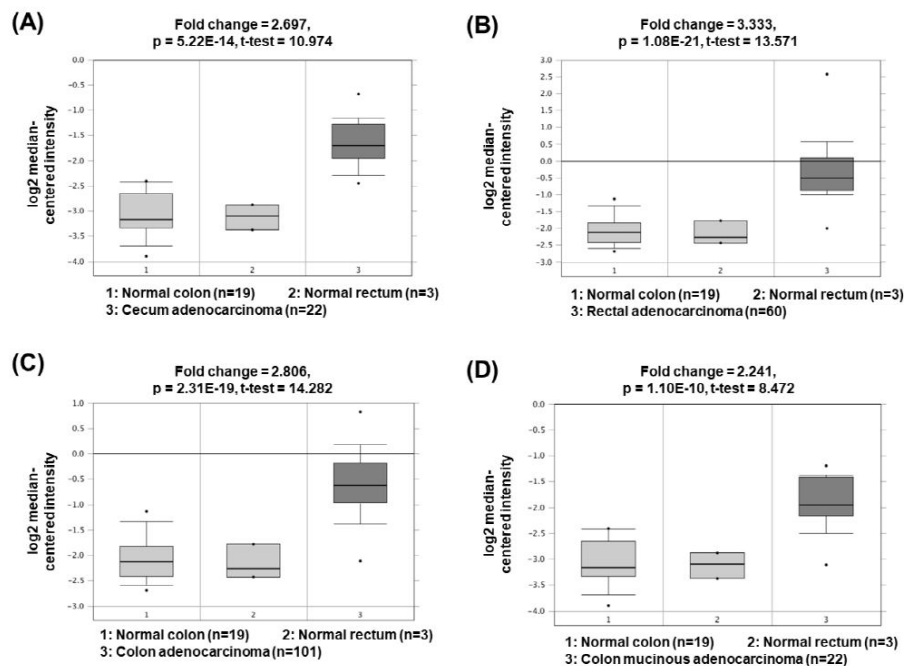 (A)
Fold change = 2.697,
p = 5.22E-14, t-test = 10.974
log2 median-
centered intensity
0.0
-0.5
-1.0
-1.5
-2.0
-2.5
-3.0
-3.5
-4.0
1 2 3
1: Normal colon (n=19) 2: Normal rectum (n=3)
3: Cecum adenocarcinoma (n=22)
(B)
Fold change = 3.333,
p = 1.08E-21, t-test = 13.571
log2 median-
centered intensity
3.0
2.5
2.0
1.5
1.0
0.5
0.0
-0.5
-1.0
-1.5
-2.0
-2.5
-3.0
1 2 3
1: Normal colon (n=19) 2: Normal rectum (n=3)
3: Rectal adenocarcinoma (n=60)
(C)
Fold change = 2.806,
p = 2.31E-19, t-test = 14.282
log2 median-
centered intensity
1.0
0.5
0.0
-0.5
-1.0
-1.5
-2.0
-2.5
-3.0
1 2 3
1: Normal colon (n=19) 2: Normal rectum (n=3)
3: Colon adenocarcinoma (n=101)
(D)
Fold change = 2.241,
p = 1.10E-10, t-test = 8.472
log2 median-
centered intensity
0.0
-0.5
-1.0
-1.5
-2.0
-2.5
-3.0
-3.5
-4.0
1 2 3
1: Normal colon (n=19) 2: Normal rectum (n=3)
3: Colon mucinous adenocarcinoma (n=22)